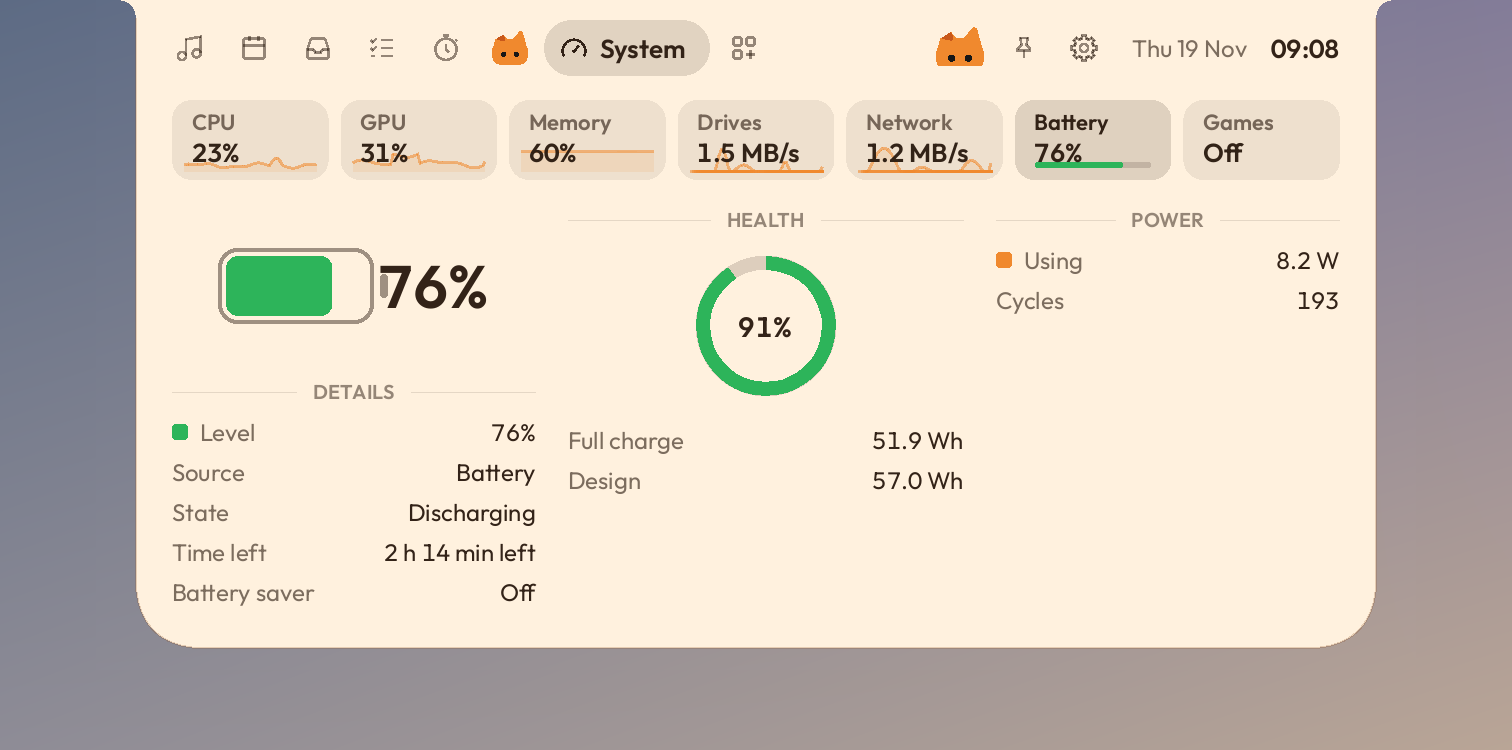 System
Thu 19 Nov 09:08
CPU
23%
GPU
31%
Memory
60%
Drives
1.5 MB/s
Network
1.2 MB/s
Battery
76%
Games
Off
76%
DETAILS
Level 76%
Source Battery
State Discharging
Time left 2 h 14 min left
Battery saver Off
HEALTH
91%
Full charge 51.9 Wh
Design 57.0 Wh
POWER
Using 8.2 W
Cycles 193